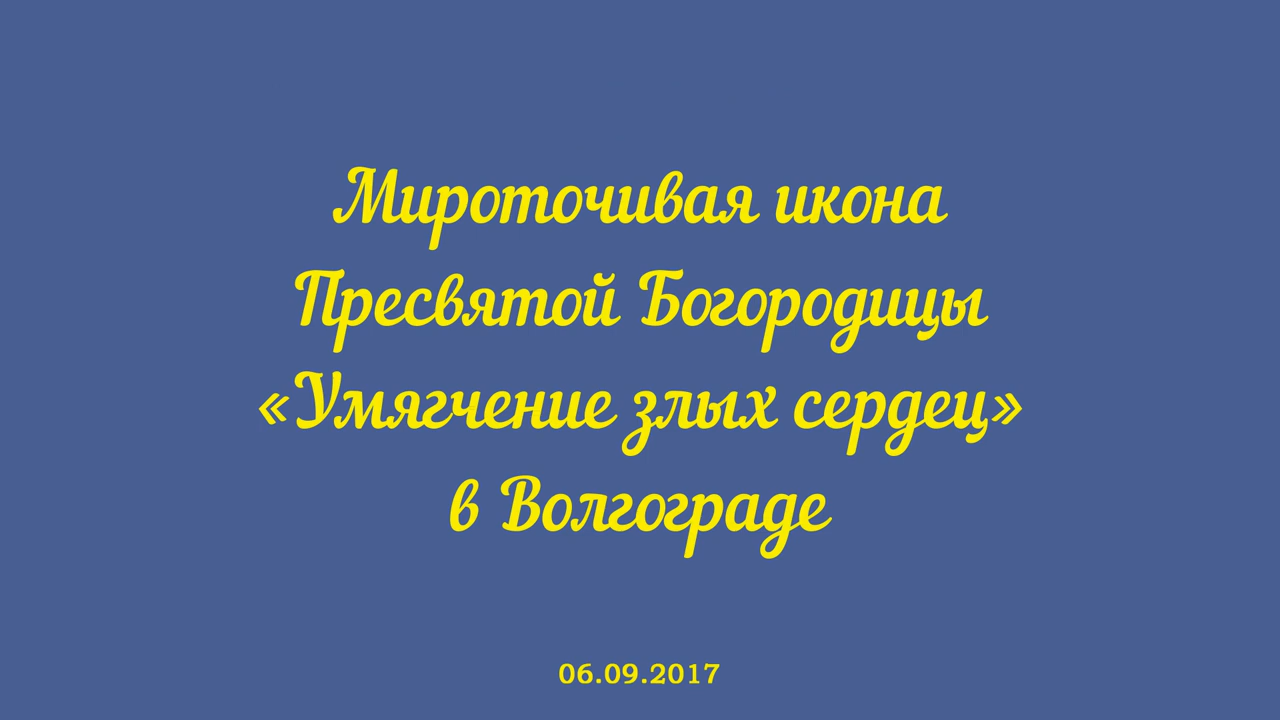 Мироточивая икона
Пресвятой Богородицы
«Умягчение злых сердец»
в Волгограде
06.09.2017